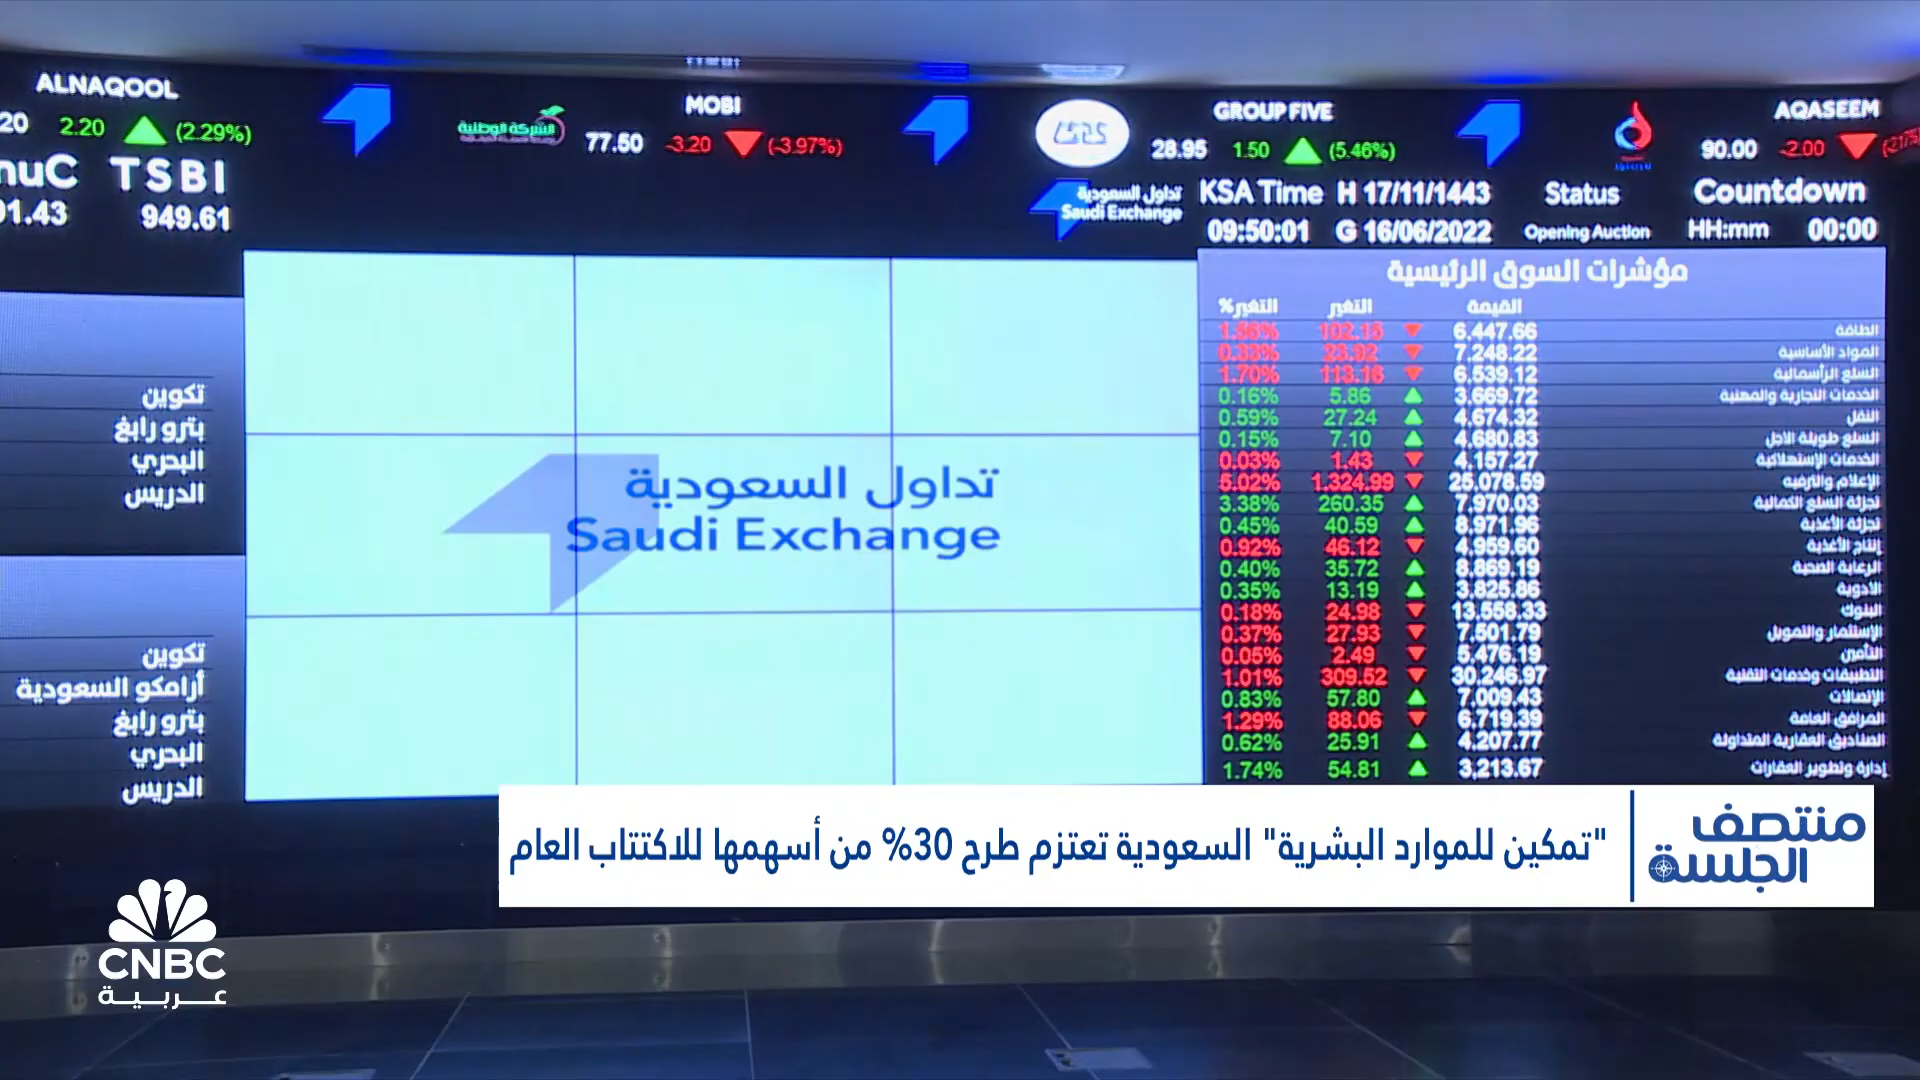 ALNAQOOL
20 2.20 (2.29%)
الشركة الوطنية
MOBI
77.50 -3.20 (-3.97%)
GROUP FIVE
28.95 1.50 (5.46%)
AQASEEM
90.00 -2.00
nuC TSBI
01.43 949.61
تداول السعودية
Saudi Exchange
KSA Time H 17/11/1443 Status Countdown
09:50:01 G 16/06/2022 Opening Auction HH:mm 00:00
مؤشرات السوق الرئيسية
القيمة التغير التغير%
الطاقة 6,447.66 102.15 1.56%
المواد الأساسية 7,248.22 23.92 0.33%
السلع الرأسمالية 6,539.12 113.16 1.70%
الخدمات التجارية والمهنية 3,669.72 5.86 0.16%
النقل 4,674.32 27.24 0.59%
السلع طويلة الاجل 4,680.83 7.10 0.15%
الخدمات الإستهلاكية 4,157.27 1.43 0.03%
الإعلام والترفيه 25,078.59 1,324.99 5.02%
تجزئة السلع الكمالية 7,970.03 260.35 3.38%
تجزئة الأغذية 8,971.96 40.59 0.45%
إنتاج الأغذية 4,959.60 46.12 0.92%
الرعاية الصحية 8,869.19 35.72 0.40%
الادوية 3,825.86 13.19 0.35%
البنوك 13,558.33 24.98 0.18%
الإستثمار والتمويل 7,501.79 27.93 0.37%
التأمين 5,476.19 2.49 0.05%
التطبيقات وخدمات التقنية 30,246.97 309.52 1.01%
الإتصالات 7,009.43 57.80 0.83%
المرافق العامة 6,719.39 88.06 1.29%
الصناديق العقارية المتداولة 4,207.77 25.91 0.62%
إدارة وتطوير العقارات 3,213.67 54.81 1.74%
تداول السعودية
Saudi Exchange
تكوين
بترو رابغ
البحري
الدريس
تكوين
أرامكو السعودية
بترو رابغ
البحري
الدريس
منتصف
الجلسة
"تمكين للموارد البشرية" السعودية تعتزم طرح 30% من أسهمها للاكتتاب العام
CNBC
عربية